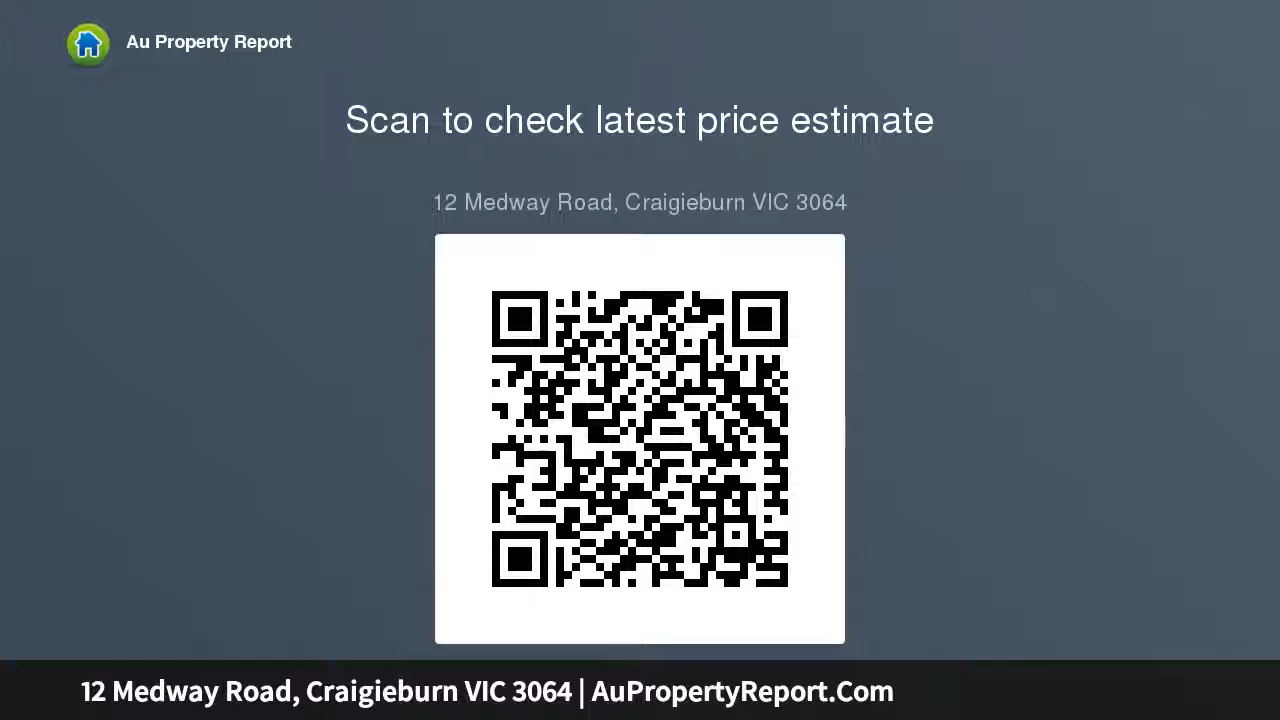 Au Property Report
Scan to check latest price estimate
12 Medway Road, Craigieburn VIC 3064
12 Medway Road, Craigieburn VIC 3064 | AuPropertyReport.Com